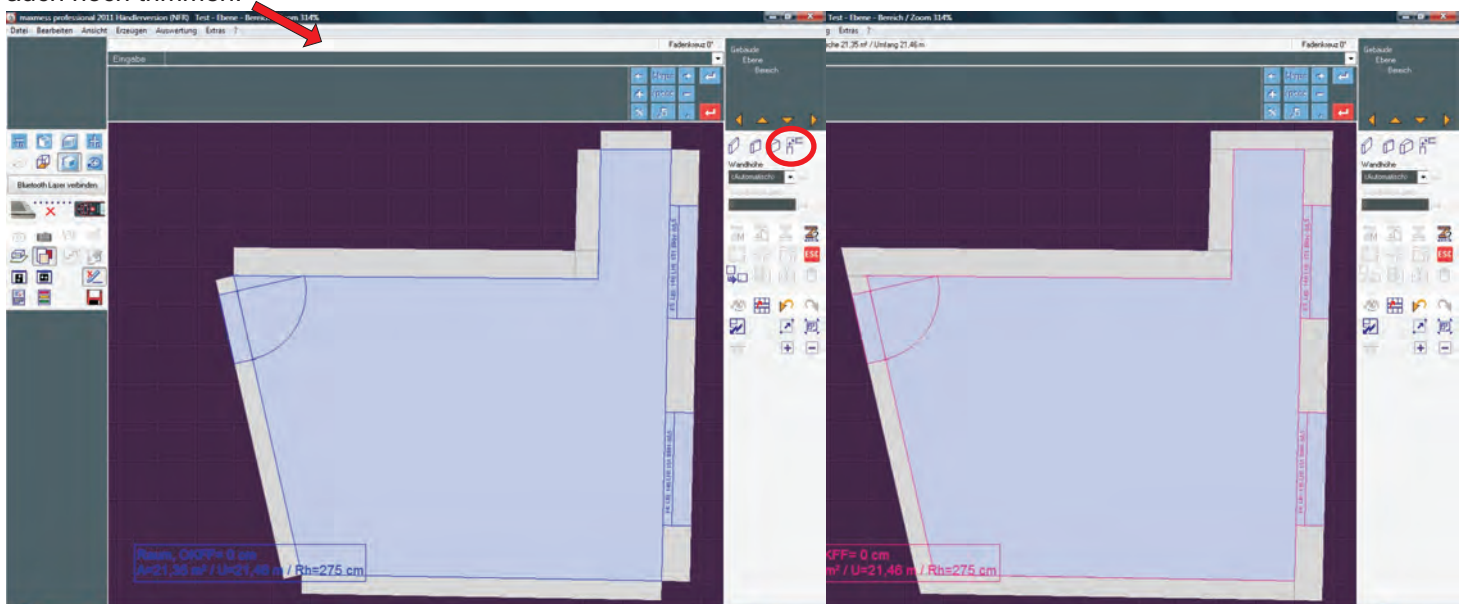 auch noch trimmen.
maxmess professional 2011 Händlerversion (NFR) Test - Ebene - Bereich / Zoom 314%
Datei Bearbeiten Ansicht Erzeugen Auswertung Extras ?
Fadenkreuz 0°
Eingabe
Gebäude
Ebene
Bereich
Wandhöhe
(Automatisch)
Bluetooth Laser verbinden
ESC
Raum, OKFF= 0 cm
A=21,35 m² / U=21,46 m / Rh=275 cm
Test - Ebene - Bereich / Zoom 314%
Extras ?
che 21,35 m² / Umfang 21,46 m
Fadenkreuz 0°
Gebäude
Ebene
Bereich
Wandhöhe
(Automatisch)
ESC
KFF= 0 cm
m² / U=21,46 m / Rh=275 cm